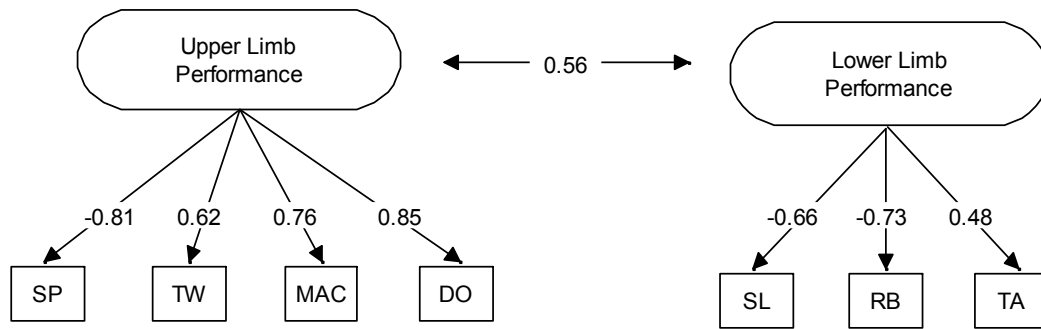 Upper Limb
Performance
0.56
Lower Limb
Performance
-0.81
0.62
0.76
0.85
-0.66
-0.73
0.48
SP
TW
MAC
DO
SL
RB
TA